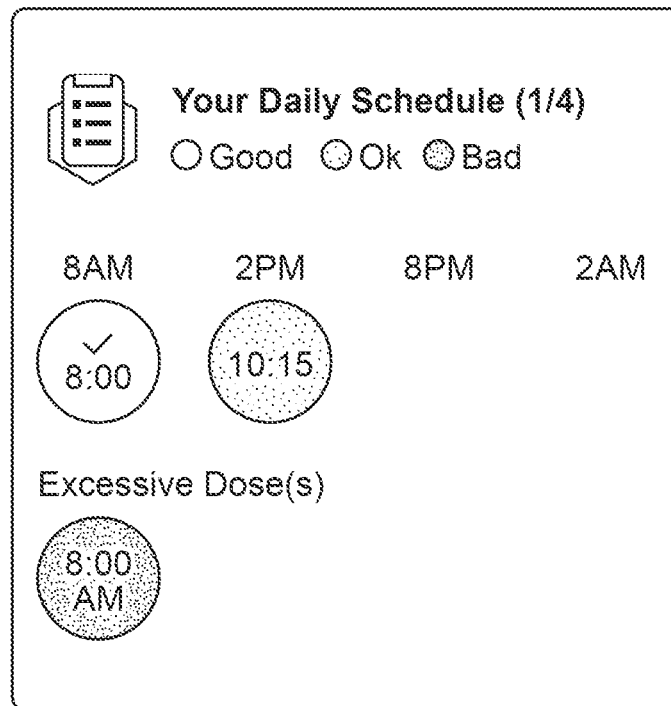 Your Daily Schedule (1/4)
Good Ok Bad
8AM 2PM 8PM 2AM
8:00 10:15
Excessive Dose(s)
8:00
AM